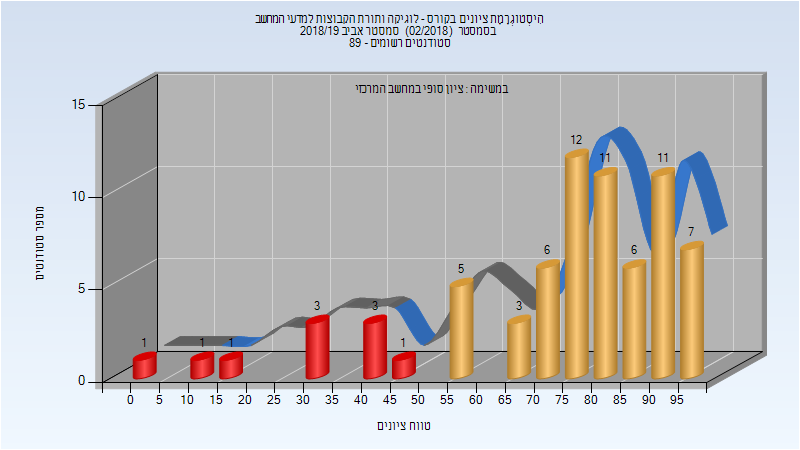 הִיסְטוֹגְרָמַת ציונים בקורס - לוגיקה ותורת הקבוצות למדעי המחשב
בסמסטר (02/2018) סמסטר אביב 2018/19
סטודנטים רשומים - 89
במשימה : ציון סופי במחשב המרכזי
מספר סטודנטים
15
10
5
0
1
1
1
3
3
1
5
3
6
12
11
6
11
7
0 5 10 15 20 25 30 35 40 45 50 55 60 65 70 75 80 85 90 95
טווח ציונים